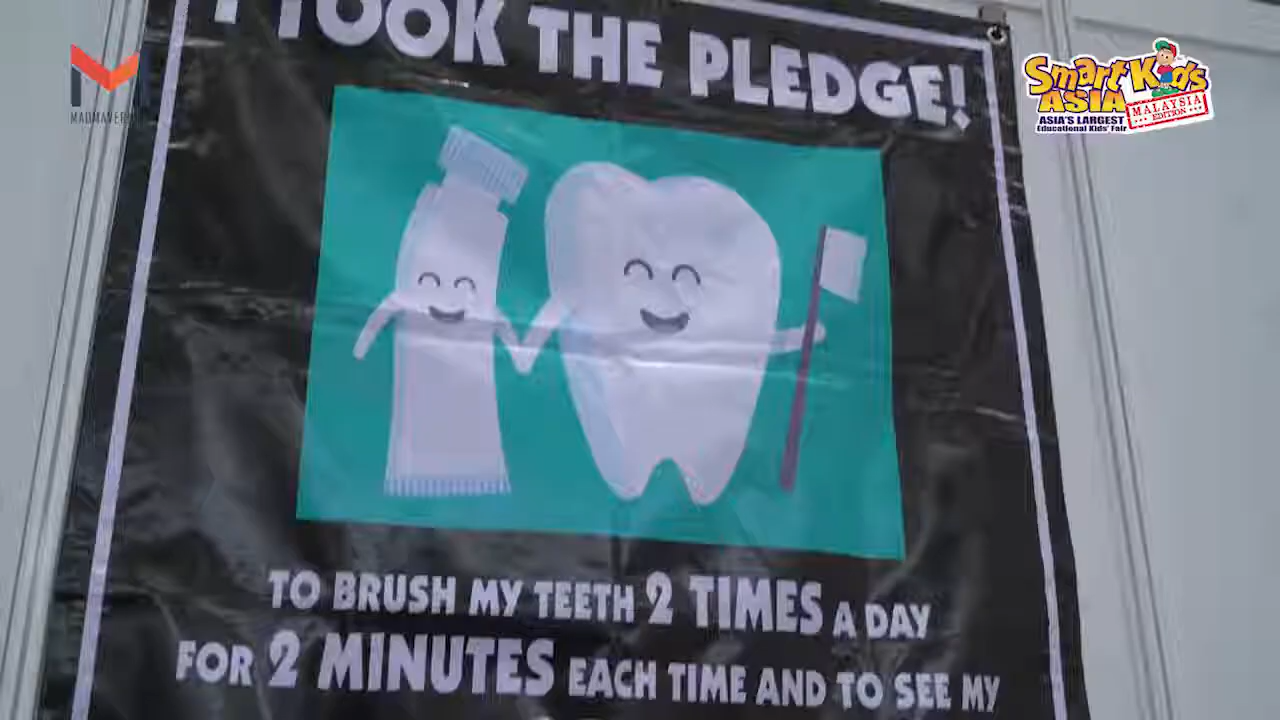 I TOOK THE PLEDGE!
Smart Kids
ASIA
MALAYSIA
EDITION
ASIA'S LARGEST
Educational Kids' Fair
TO BRUSH MY TEETH 2 TIMES A DAY
FOR 2 MINUTES EACH TIME AND TO SEE MY